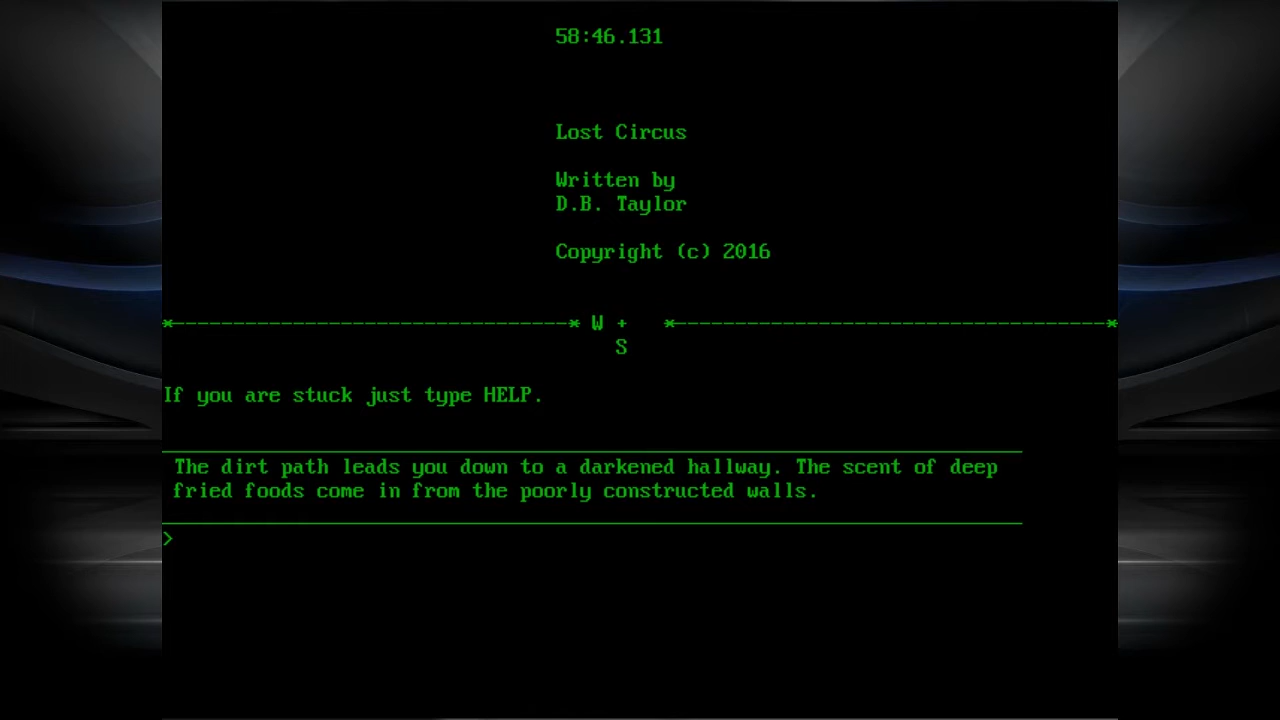 58:46.131
Lost Circus
Written by
D.B. Taylor
Copyright (c) 2016
*----------------------------------* W +   *-------------------------------------*
S
If you are stuck just type HELP.
The dirt path leads you down to a darkened hallway. The scent of deep
fried foods come in from the poorly constructed walls.
>